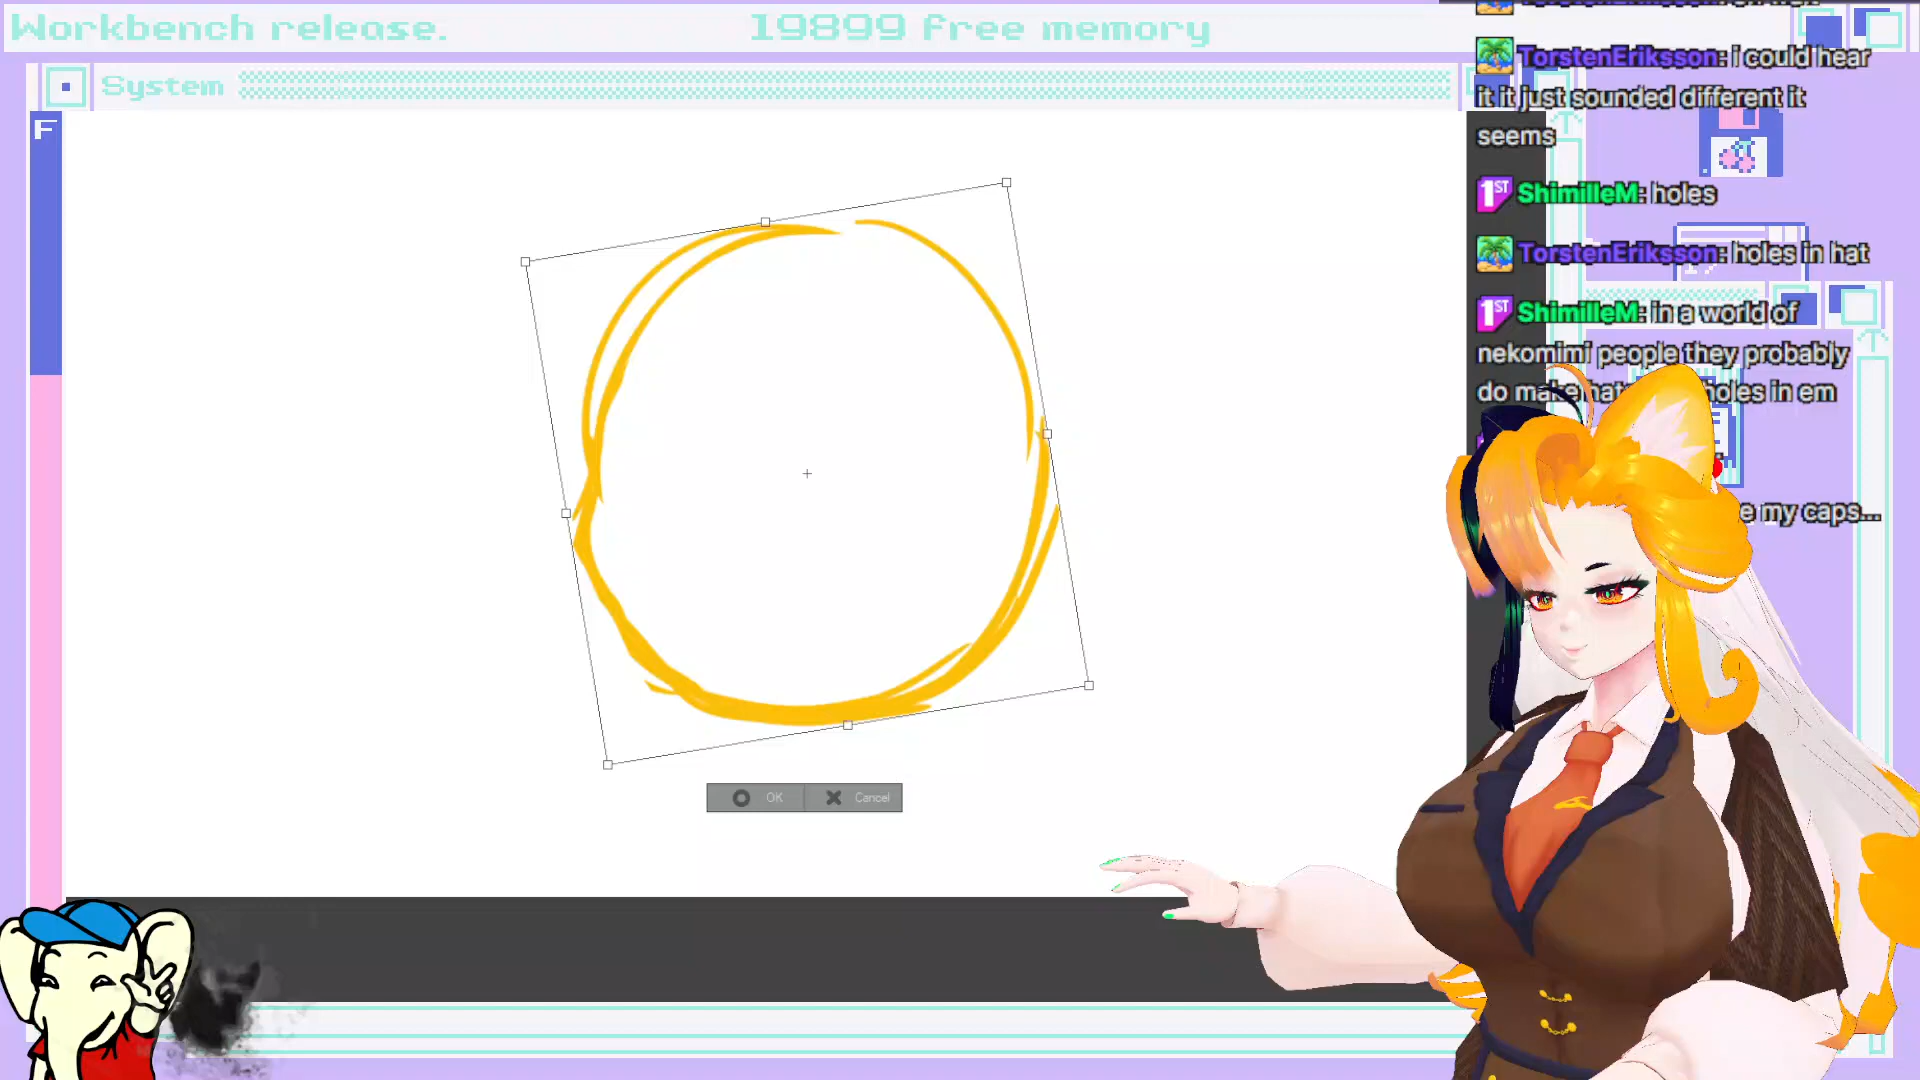 Workbench release.
19899 free memory
System
F
TorstenEriksson: i could hear
it it just sounded different it
seems
ShimilleM: holes
TorstenEriksson: holes in hat
ShimilleM: in a world of
nekomimi people they probably
do make holes in em
e my caps...
1ST
1ST
OK
Cancel